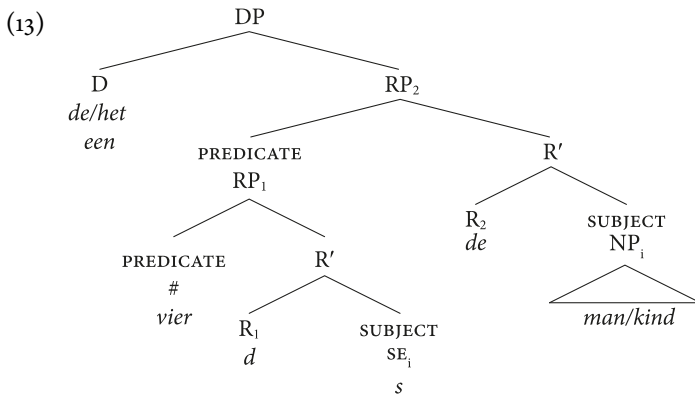 (13) DP
D RP₂
de/het
een
PREDICATE R′
RP₁
R₂ SUBJECT
de NPᵢ
PREDICATE R′
#
vier man/kind
R₁ SUBJECT
d SEᵢ
s